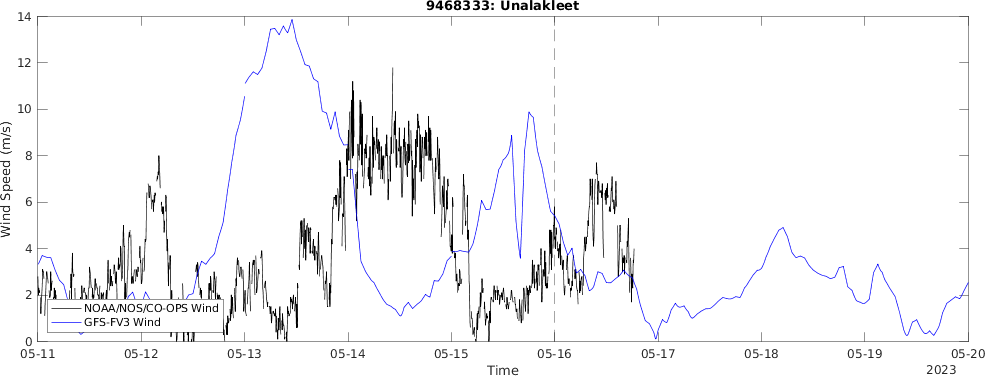 9468333: Unalakleet
Wind Speed (m/s)
14
12
10
8
6
4
2
0
NOAA/NOS/CO-OPS Wind
GFS-FV3 Wind
05-11 05-12 05-13 05-14 05-15 05-16 05-17 05-18 05-19 05-20
Time
2023